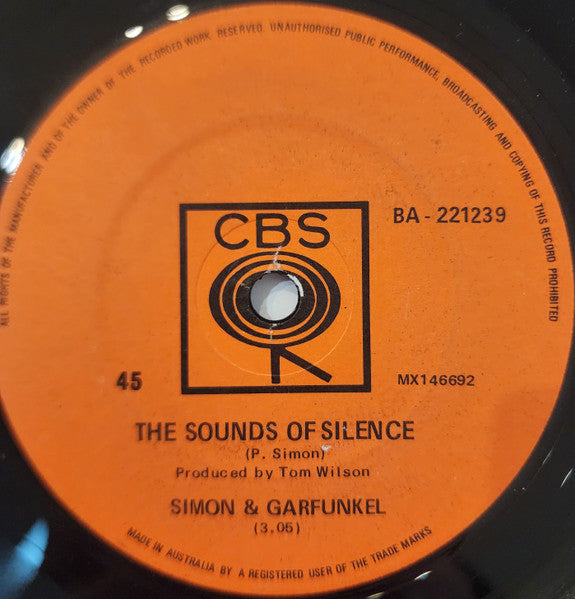 ALL RIGHTS OF THE MANUFACTURER AND OF THE OWNER OF THE RECORDED WORK RESERVED. UNAUTHORISED PUBLIC PERFORMANCE, BROADCASTING AND COPYING OF THIS RECORD PROHIBITED
CBS
BA - 221239
45
MX146692
THE SOUNDS OF SILENCE
(P. Simon)
Produced by Tom Wilson
SIMON & GARFUNKEL
(3.05)
MADE IN AUSTRALIA BY A REGISTERED USER OF THE TRADE MARKS